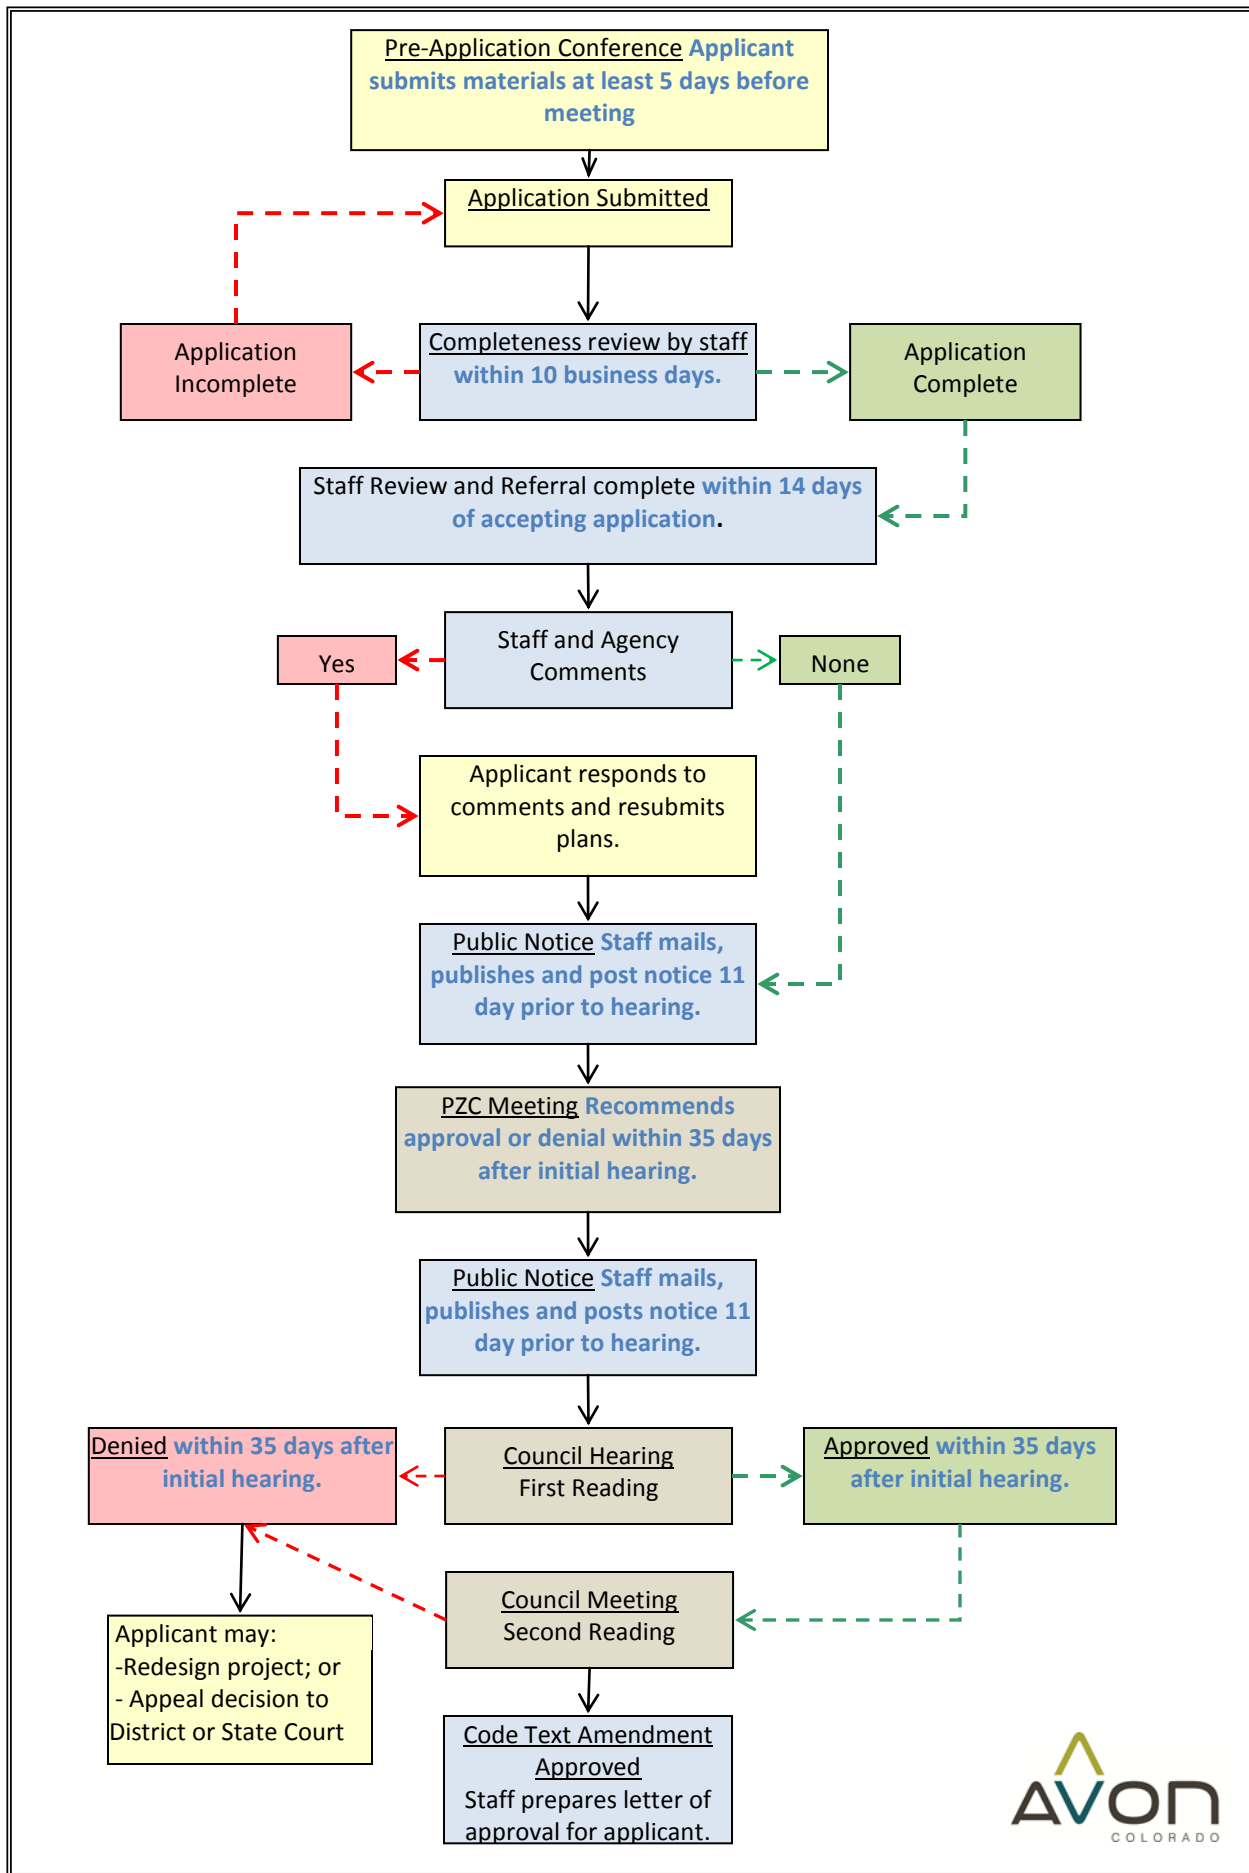 Pre-Application Conference Applicant
submits materials at least 5 days before
meeting
Application Submitted
Application
Incomplete
Completeness review by staff
within 10 business days.
Application
Complete
Staff Review and Referral complete within 14 days
of accepting application.
Yes
Staff and Agency
Comments
None
Applicant responds to
comments and resubmits
plans.
Public Notice Staff mails,
publishes and post notice 11
day prior to hearing.
PZC Meeting Recommends
approval or denial within 35 days
after initial hearing.
Public Notice Staff mails,
publishes and posts notice 11
day prior to hearing.
Denied within 35 days after
initial hearing.
Council Hearing
First Reading
Approved within 35 days
after initial hearing.
Council Meeting
Second Reading
Applicant may:
-Redesign project; or
- Appeal decision to
District or State Court
Code Text Amendment
Approved
Staff prepares letter of
approval for applicant.
AVON
COLORADO